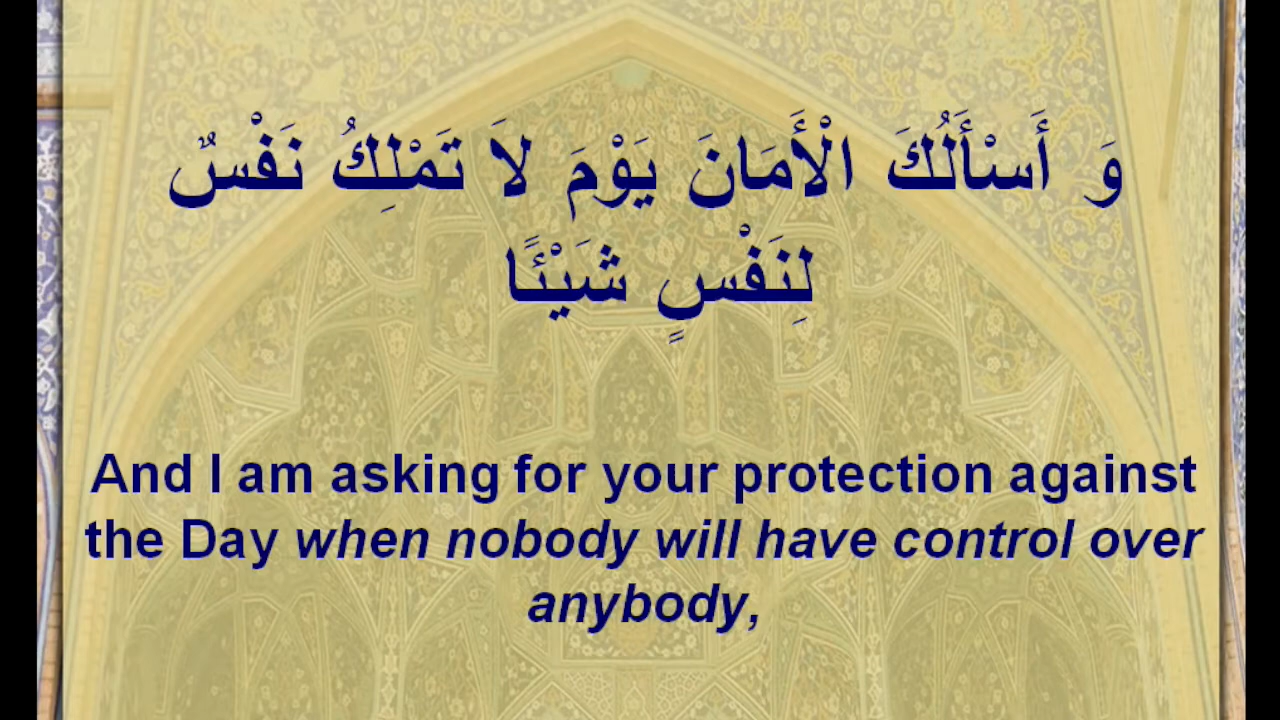 وَ أَسْأَلُكَ الْأَمَانَ يَوْمَ لاَ تَمْلِكُ نَفْسٌ
لِنَفْسٍ شَيْئًا
And I am asking for your protection against
the Day when nobody will have control over
anybody,